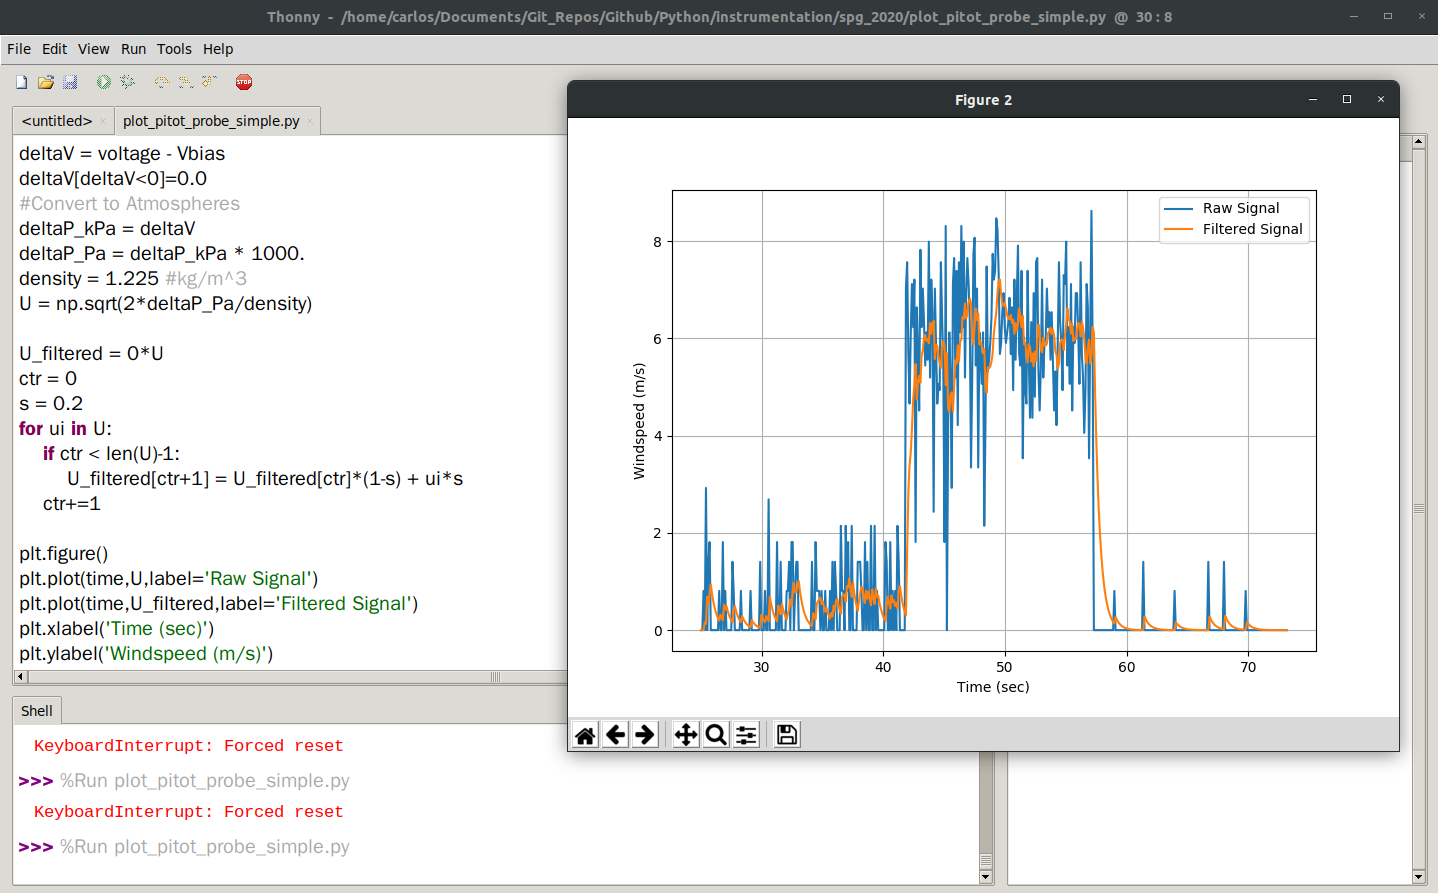 Thonny - /home/carlos/Documents/Git_Repos/Github/Python/instrumentation/spg_2020/plot_pitot_probe_simple.py @ 30:8
File Edit View Run Tools Help
STOP
<untitled> plot_pitot_probe_simple.py
deltaV = voltage - Vbias
deltaV[deltaV<0]=0.0
#Convert to Atmospheres
deltaP_kPa = deltaV
deltaP_Pa = deltaP_kPa * 1000.
density = 1.225 #kg/m^3
U = np.sqrt(2*deltaP_Pa/density)
U_filtered = 0*U
ctr = 0
s = 0.2
for ui in U:
if ctr < len(U)-1:
U_filtered[ctr+1] = U_filtered[ctr]*(1-s) + ui*s
ctr+=1
plt.figure()
plt.plot(time,U,label='Raw Signal')
plt.plot(time,U_filtered,label='Filtered Signal')
plt.xlabel('Time (sec)')
plt.ylabel('Windspeed (m/s)')
Shell
KeyboardInterrupt: Forced reset
>>> %Run plot_pitot_probe_simple.py
KeyboardInterrupt: Forced reset
>>> %Run plot_pitot_probe_simple.py
Figure 2
Raw Signal
Filtered Signal
8
6
4
2
0
Windspeed (m/s)
30 40 50 60 70
Time (sec)